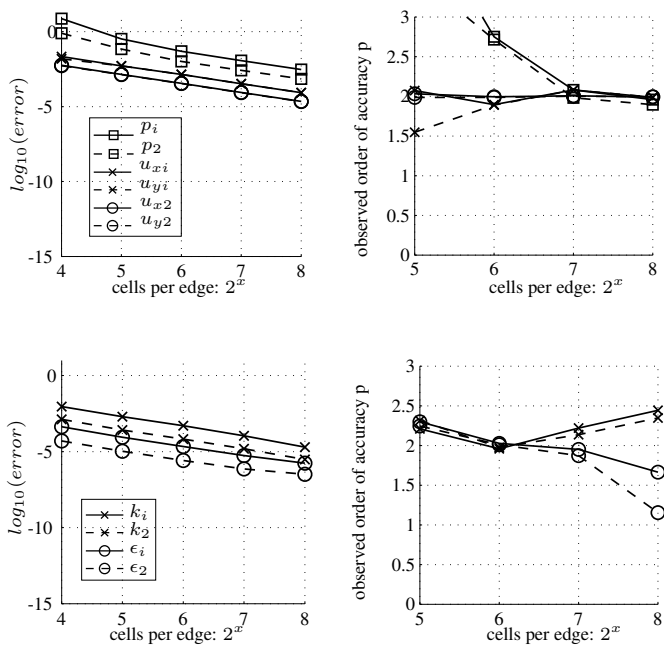 0
-5
-10
-15
log₁₀(error)
p_i
p_2
u_xi
u_yi
u_x2
u_y2
4 5 6 7 8
cells per edge: 2^x
3
2.5
2
1.5
1
0.5
0
observed order of accuracy p
5 6 7 8
cells per edge: 2^x
0
-5
-10
-15
log₁₀(error)
k_i
k_2
ϵ_i
ϵ_2
4 5 6 7 8
cells per edge: 2^x
3
2.5
2
1.5
1
0.5
0
observed order of accuracy p
5 6 7 8
cells per edge: 2^x